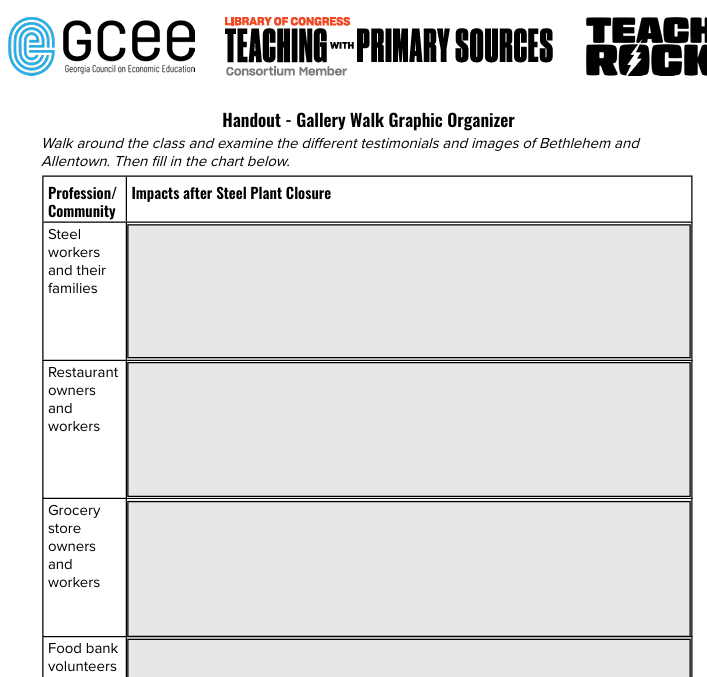 GCEE
Georgia Council on Economic Education
LIBRARY OF CONGRESS
TEACHING WITH PRIMARY SOURCES
Consortium Member
TEACH
ROCK
Handout - Gallery Walk Graphic Organizer
Walk around the class and examine the different testimonials and images of Bethlehem and
Allentown. Then fill in the chart below.
Profession/
Community
Impacts after Steel Plant Closure
Steel
workers
and their
families
Restaurant
owners
and
workers
Grocery
store
owners
and
workers
Food bank
volunteers